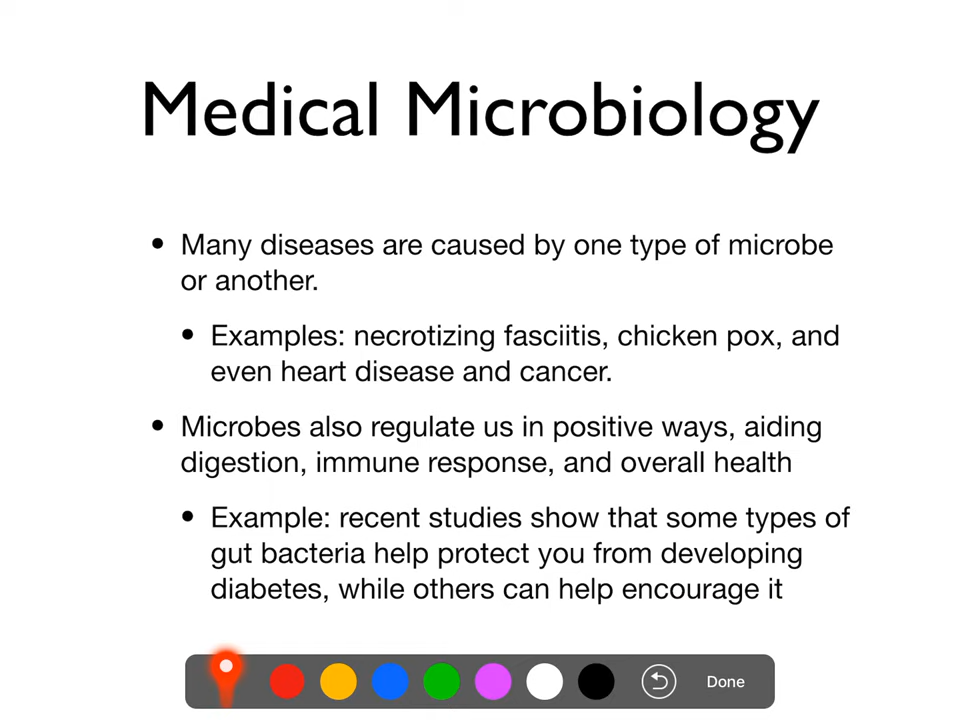 Medical Microbiology
• Many diseases are caused by one type of microbe
or another.
• Examples: necrotizing fasciitis, chicken pox, and
even heart disease and cancer.
• Microbes also regulate us in positive ways, aiding
digestion, immune response, and overall health
• Example: recent studies show that some types of
gut bacteria help protect you from developing
diabetes, while others can help encourage it
Done